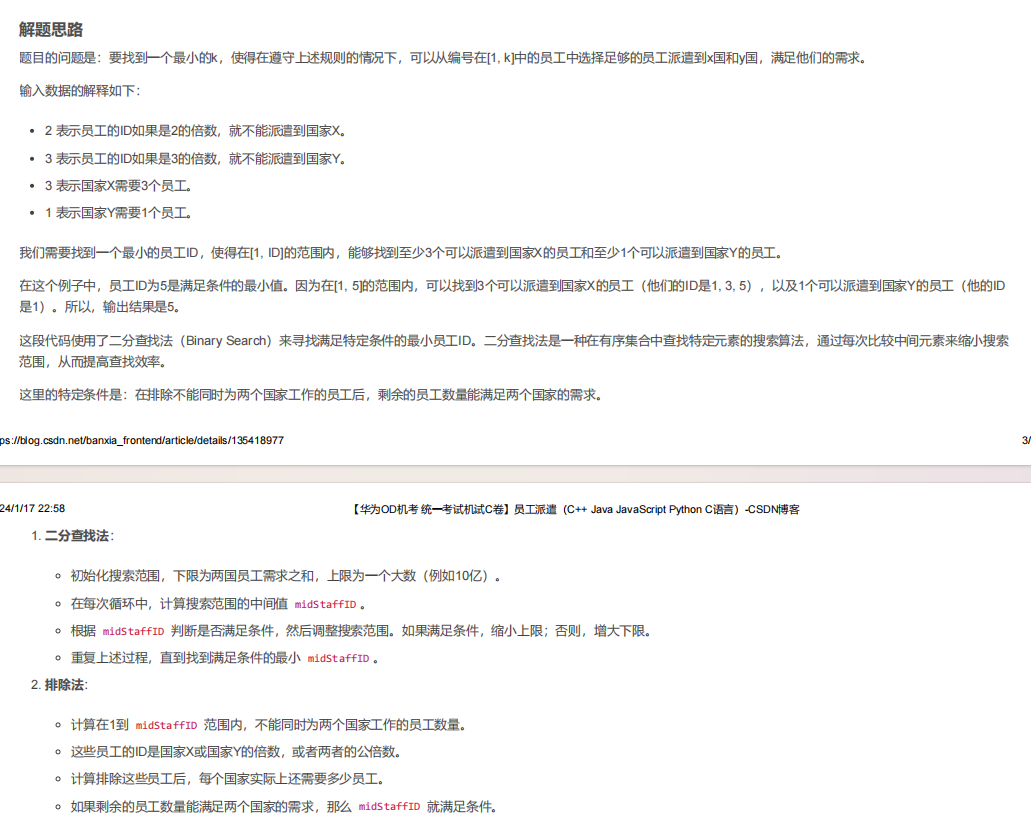 解题思路
题目的问题是：要找到一个最小的k，使得在遵守上述规则的情况下，可以从编号在[1, k]中的员工中选择足够的员工派遣到x国和y国，满足他们的需求。
输入数据的解释如下：
• 2 表示员工的ID如果是2的倍数，就不能派遣到国家X。
• 3 表示员工的ID如果是3的倍数，就不能派遣到国家Y。
• 3 表示国家X需要3个员工。
• 1 表示国家Y需要1个员工。
我们需要找到一个最小的员工ID，使得在[1, ID]的范围内，能够找到至少3个可以派遣到国家X的员工和至少1个可以派遣到国家Y的员工。
在这个例子中，员工ID为5是满足条件的最小值。因为在[1, 5]的范围内，可以找到3个可以派遣到国家X的员工（他们的ID是1, 3, 5），以及1个可以派遣到国家Y的员工（他的ID
是1）。所以，输出结果是5。
这段代码使用了二分查找法（Binary Search）来寻找满足特定条件的最小员工ID。二分查找法是一种在有序集合中查找特定元素的搜索算法，通过每次比较中间元素来缩小搜索
范围，从而提高查找效率。
这里的特定条件是：在排除不能同时为两个国家工作的员工后，剩余的员工数量能满足两个国家的需求。
ps://blog.csdn.net/banxia_frontend/article/details/135418977 3/
24/1/17 22:58 【华为OD机考 统一考试机试C卷】员工派遣（C++ Java JavaScript Python C语言）-CSDN博客
1. 二分查找法：
◦ 初始化搜索范围，下限为两国员工需求之和，上限为一个大数（例如10亿）。
◦ 在每次循环中，计算搜索范围的中间值 midStaffID 。
◦ 根据 midStaffID 判断是否满足条件，然后调整搜索范围。如果满足条件，缩小上限；否则，增大下限。
◦ 重复上述过程，直到找到满足条件的最小 midStaffID 。
2. 排除法：
◦ 计算在1到 midStaffID 范围内，不能同时为两个国家工作的员工数量。
◦ 这些员工的ID是国家X或国家Y的倍数，或者两者的公倍数。
◦ 计算排除这些员工后，每个国家实际上还需要多少员工。
◦ 如果剩余的员工数量能满足两个国家的需求，那么 midStaffID 就满足条件。